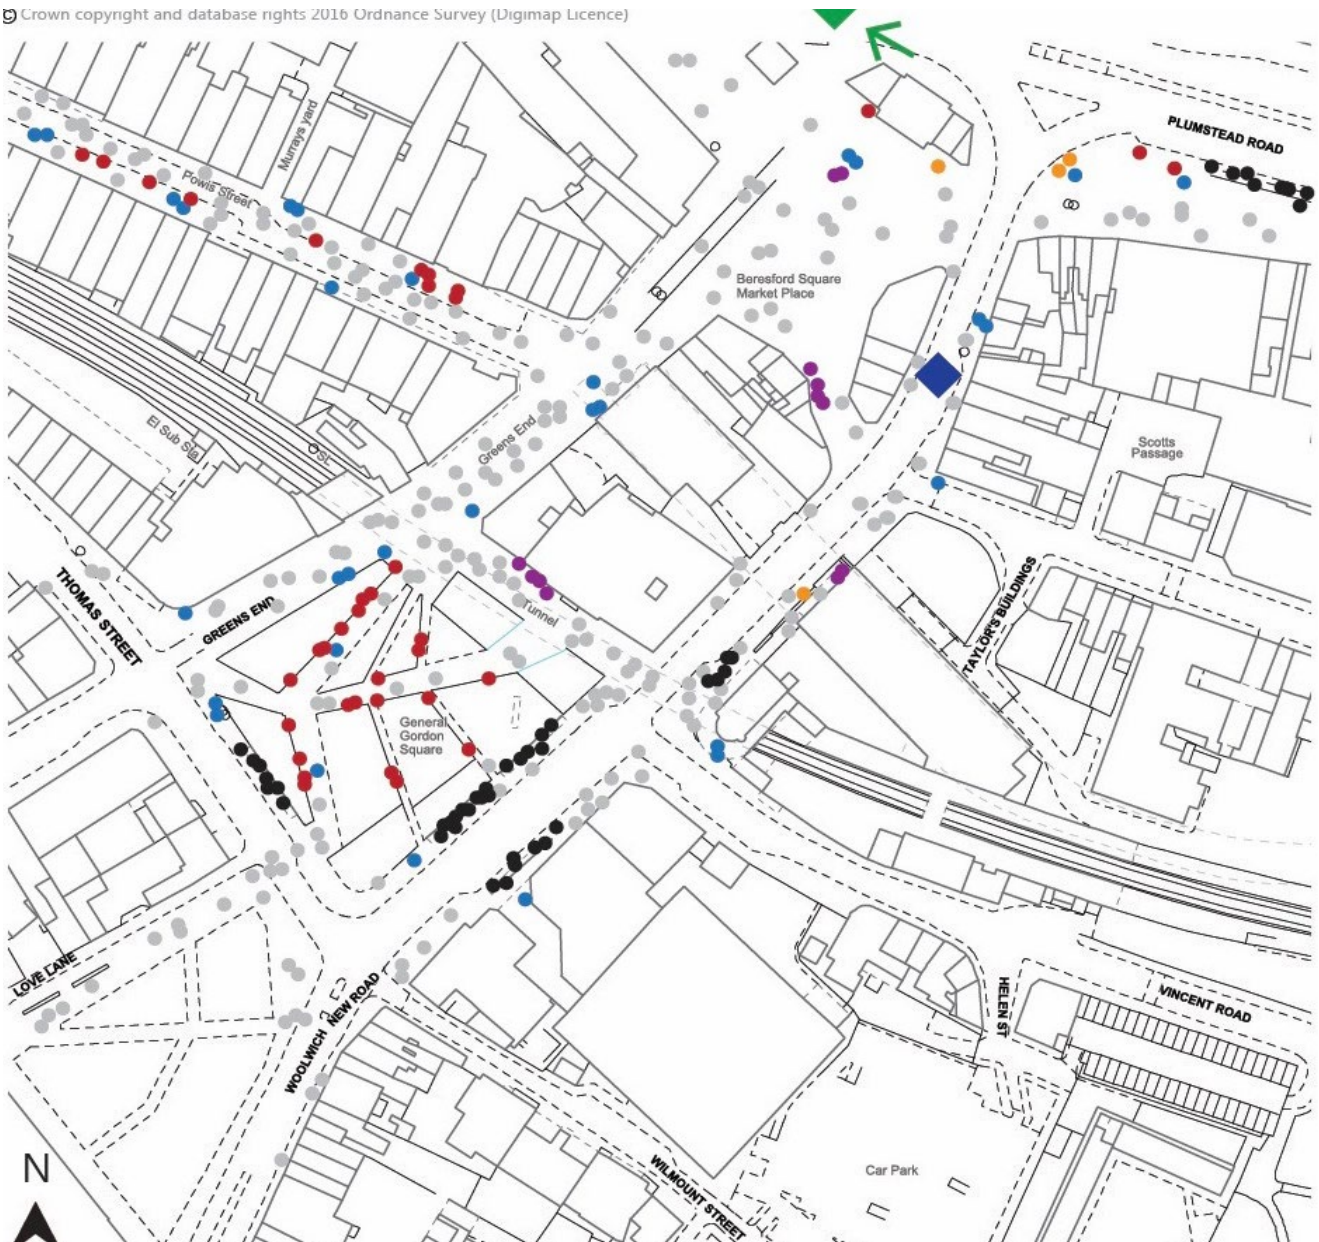 © Crown copyright and database rights 2016 Ordnance Survey (Digimap Licence)
PLUMSTEAD ROAD
Murrays yard
Powis Street
Beresford Square
Market Place
El Sub Sta
SL
Greens End
Scotts
Passage
THOMAS STREET
GREENS END
Tunnel
TAYLOR'S BUILDINGS
General
Gordon
Square
LOVE LANE
WOOLWICH NEW ROAD
HELEN ST
VINCENT ROAD
N
WILMOUNT STREET
Car Park